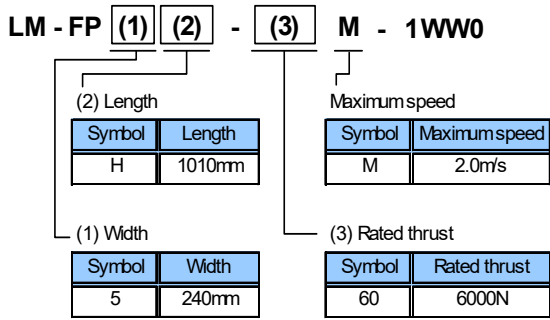 LM - FP (1) (2) - (3) M - 1WW0
(2) Length
Symbol Length
H 1010mm
Maximum speed
Symbol Maximum speed
M 2.0m/s
(1) Width
Symbol Width
5 240mm
(3) Rated thrust
Symbol Rated thrust
60 6000N